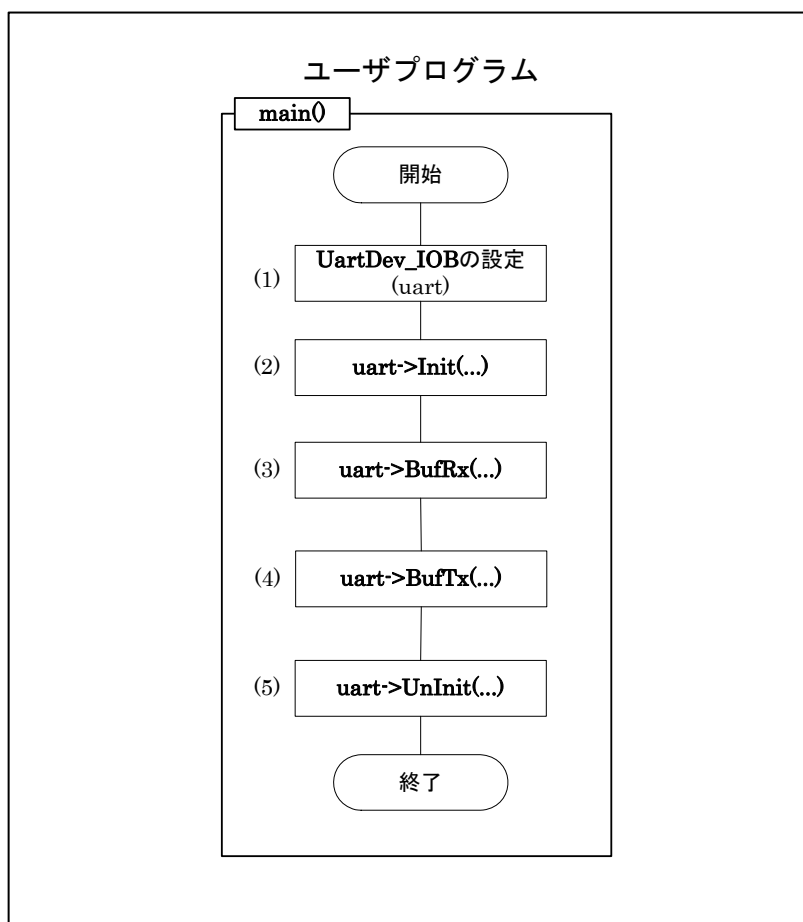 ユーザプログラム
main()
開始
(1)
UartDev_IOBの設定
(uart)
(2)
uart->Init(...)
(3)
uart->BufRx(...)
(4)
uart->BufTx(...)
(5)
uart->UnInit(...)
終了